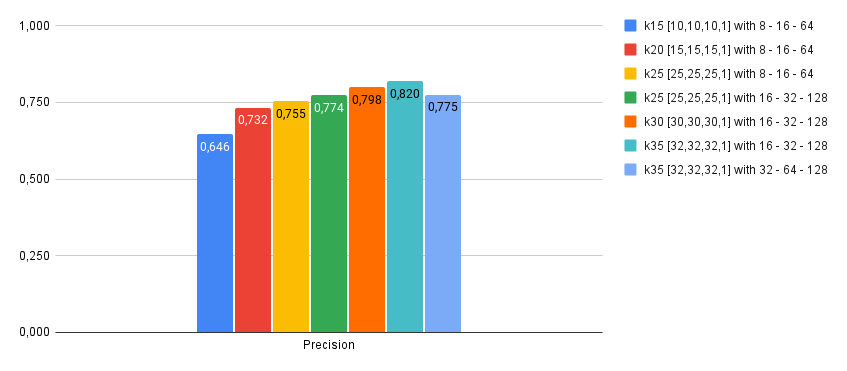 1,000
0,750
0,500
0,250
0,000
0,646
0,732
0,755
0,774
0,798
0,820
0,775
Precision
k15 [10,10,10,1] with 8 - 16 - 64
k20 [15,15,15,1] with 8 - 16 - 64
k25 [25,25,25,1] with 8 - 16 - 64
k25 [25,25,25,1] with 16 - 32 - 128
k30 [30,30,30,1] with 16 - 32 - 128
k35 [32,32,32,1] with 16 - 32 - 128
k35 [32,32,32,1] with 32 - 64 - 128